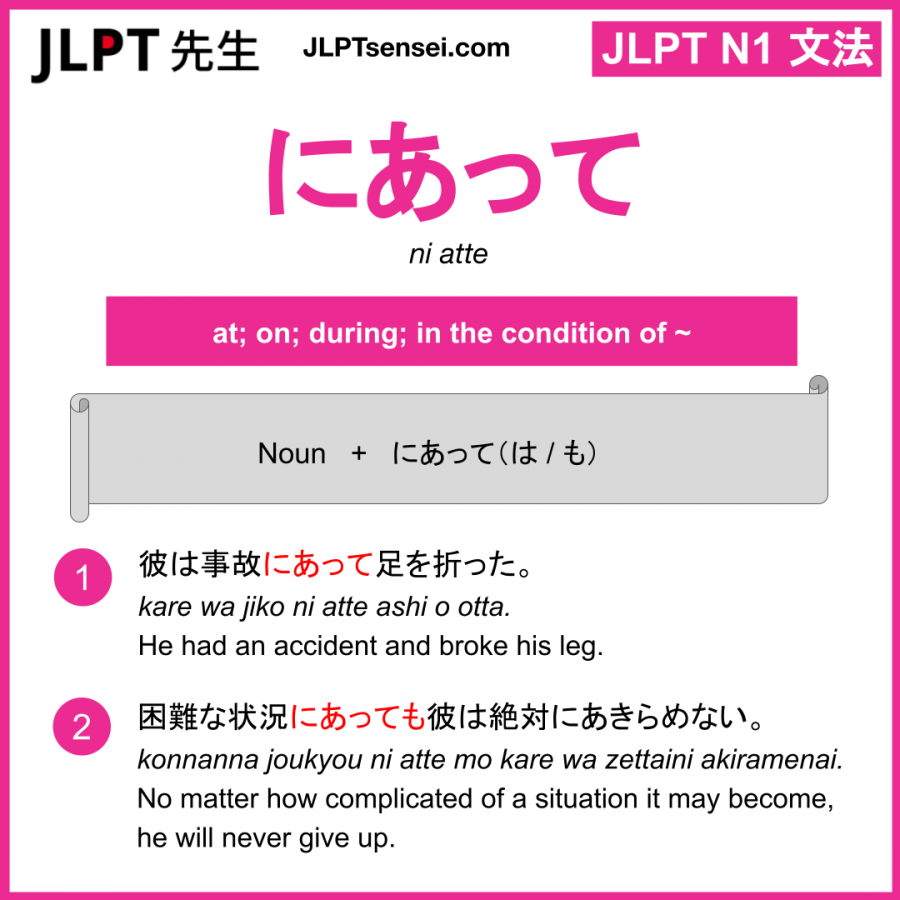 JLPT 先生
JLPTsensei.com
JLPT N1 文法
にあって
ni atte
at; on; during; in the condition of ~
Noun + にあって(は / も)
1
彼は事故にあって足を折った。
kare wa jiko ni atte ashi o otta.
He had an accident and broke his leg.
2
困難な状況にあっても彼は絶対にあきらめない。
konnanna joukyou ni atte mo kare wa zettaini akiramenai.
No matter how complicated of a situation it may become,
he will never give up.